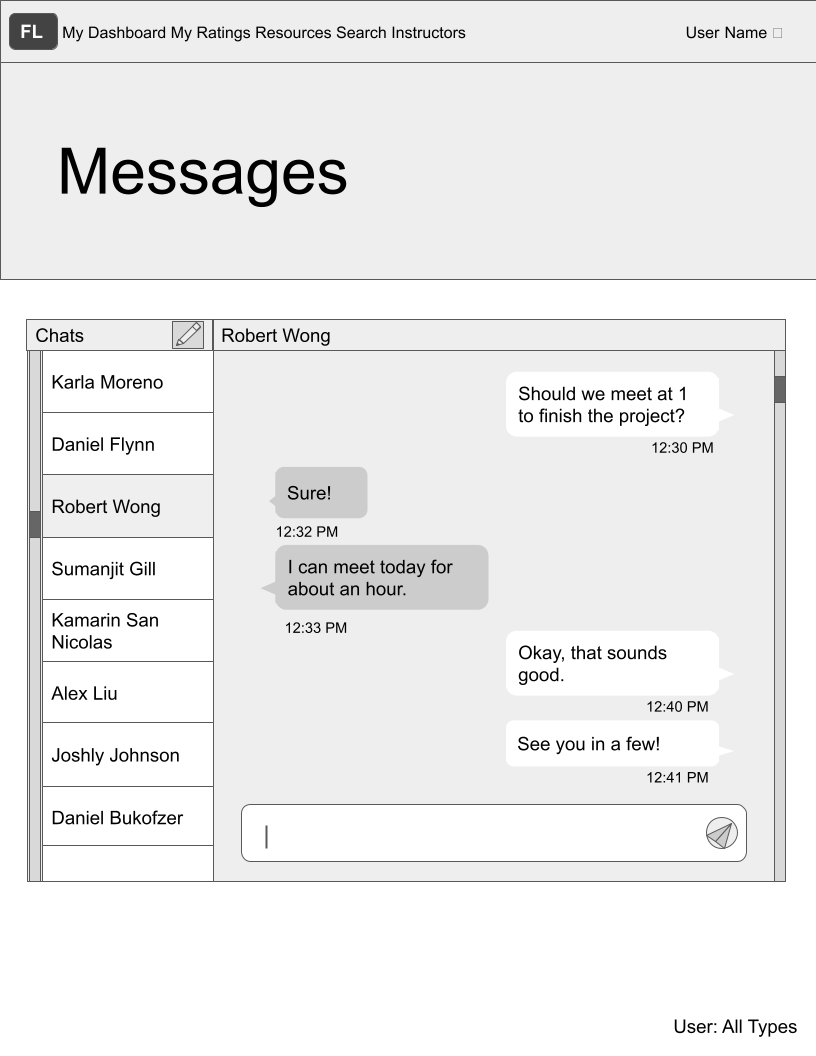 FL My Dashboard My Ratings Resources Search Instructors User Name
Messages
Chats
Robert Wong
Karla Moreno
Daniel Flynn
Robert Wong
Sumanjit Gill
Kamarin San
Nicolas
Alex Liu
Joshly Johnson
Daniel Bukofzer
Should we meet at 1
to finish the project?
12:30 PM
Sure!
12:32 PM
I can meet today for
about an hour.
12:33 PM
Okay, that sounds
good.
12:40 PM
See you in a few!
12:41 PM
User: All Types